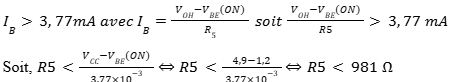 I_B > 3, 77mA avec I_B = (V_OH−V_BE(ON))/R_5 soit (V_OH−V_BE(ON))/R5 > 3, 77 mA
Soit, R5 < (V_CC−V_BE(ON))/(3,77×10^−3) ⇔ R5 < (4,9−1,2)/(3,77×10^−3) ⇔ R5 < 981 Ω